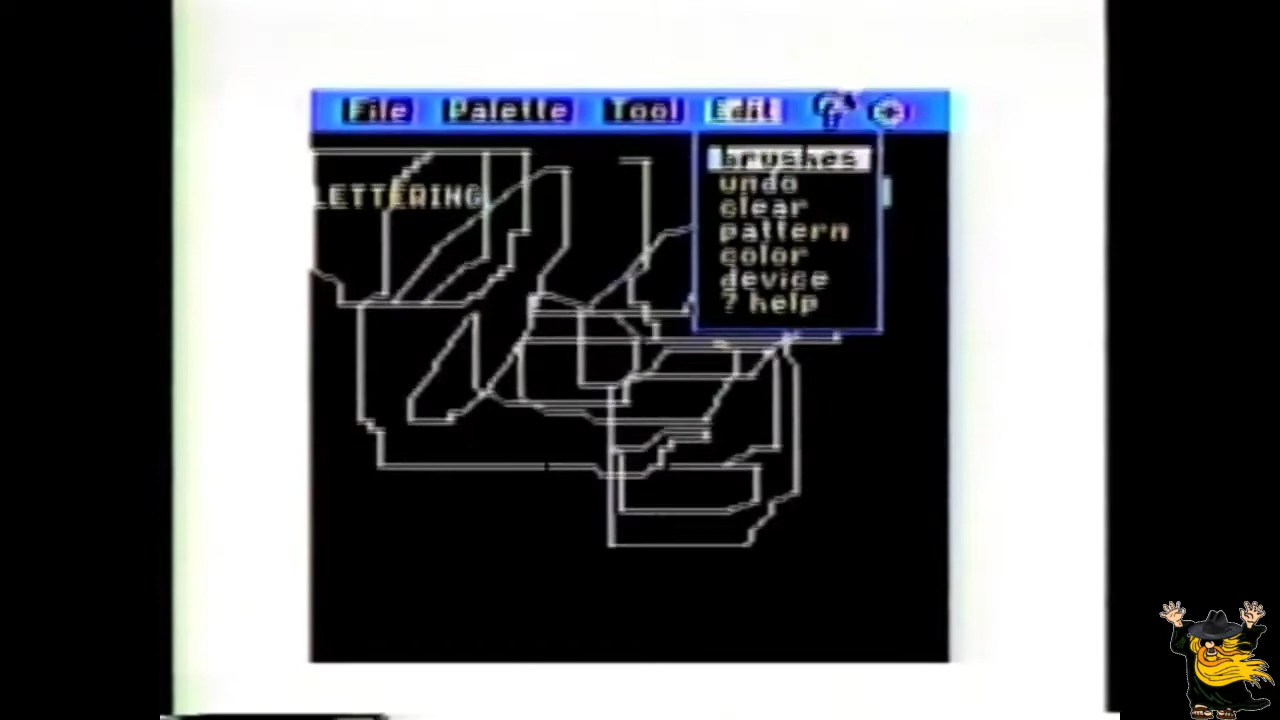 File Palette Tool Edit
brushes
LETTERING
undo
clear
pattern
color
device
? help